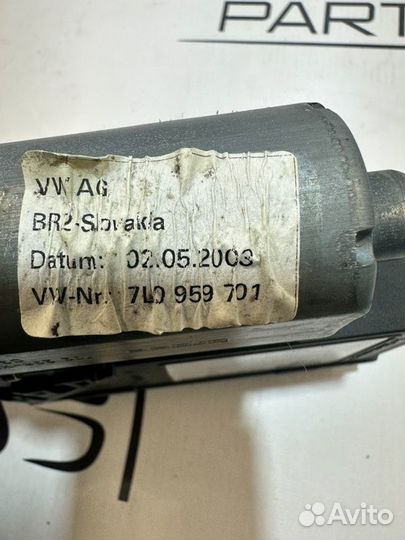 PART
VW AG
BR2-Slovakia
Datum: 02.05.2003
VW-Nr. 7L0 959 701
Avito